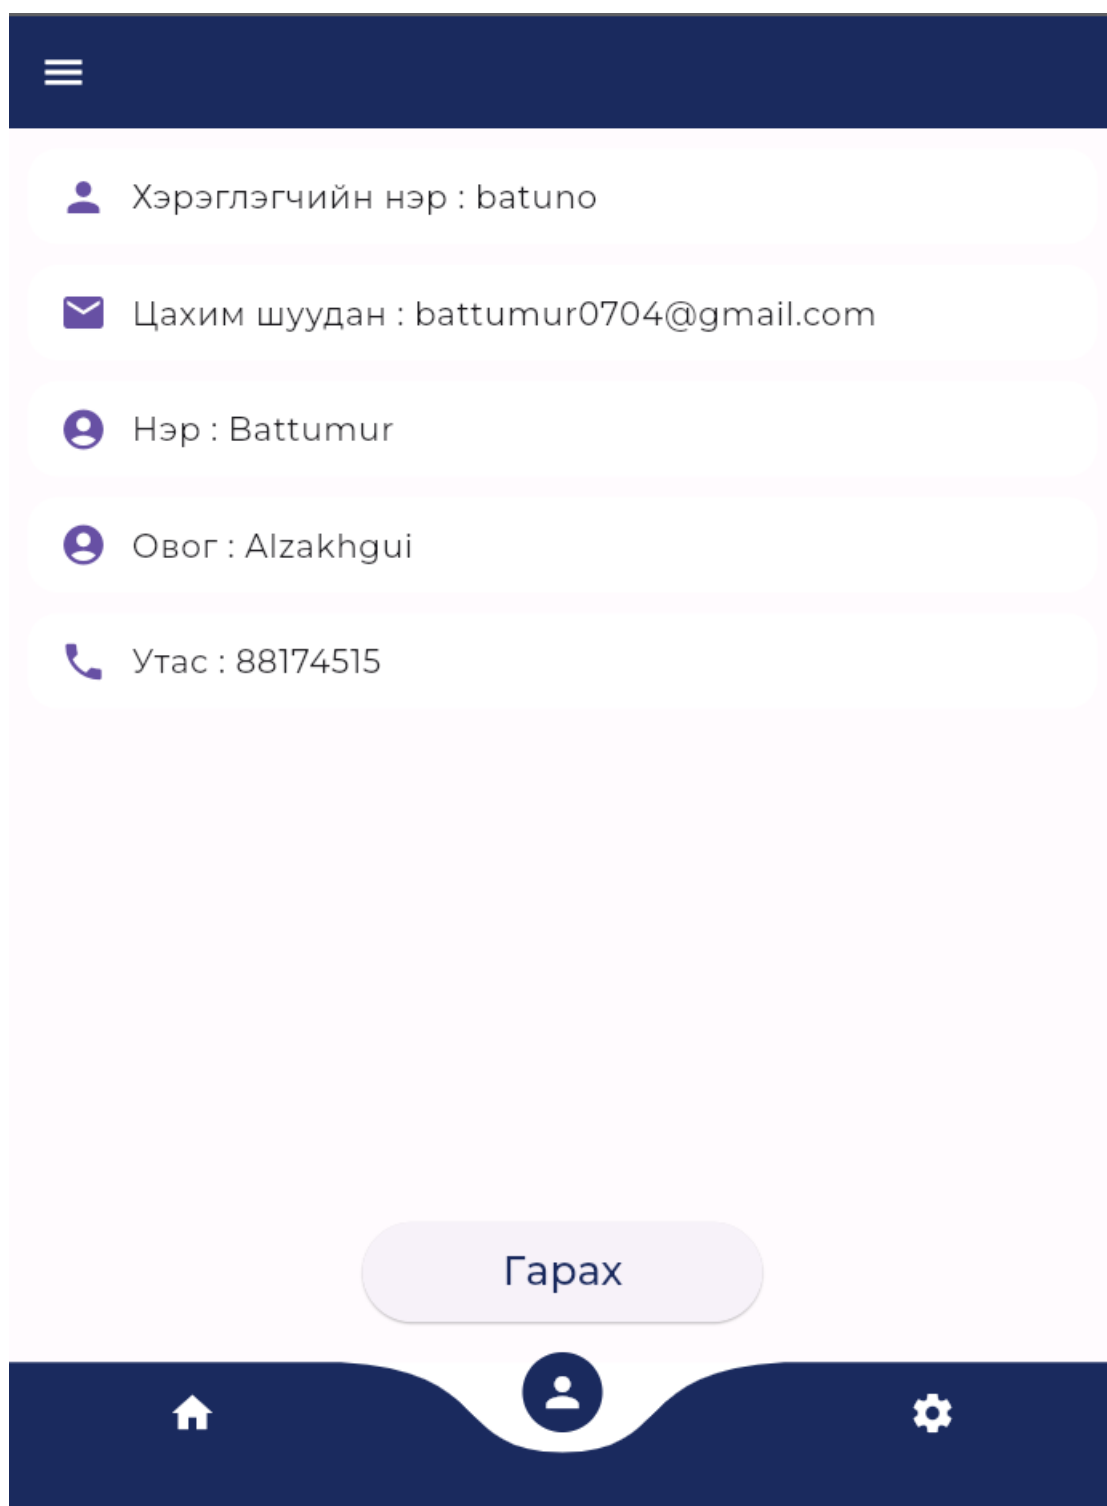 Хэрэглэгчийн нэр : batuno
Цахим шуудан : battumur0704@gmail.com
Нэр : Battumur
Овог : Alzakhgui
Утас : 88174515
Гарах